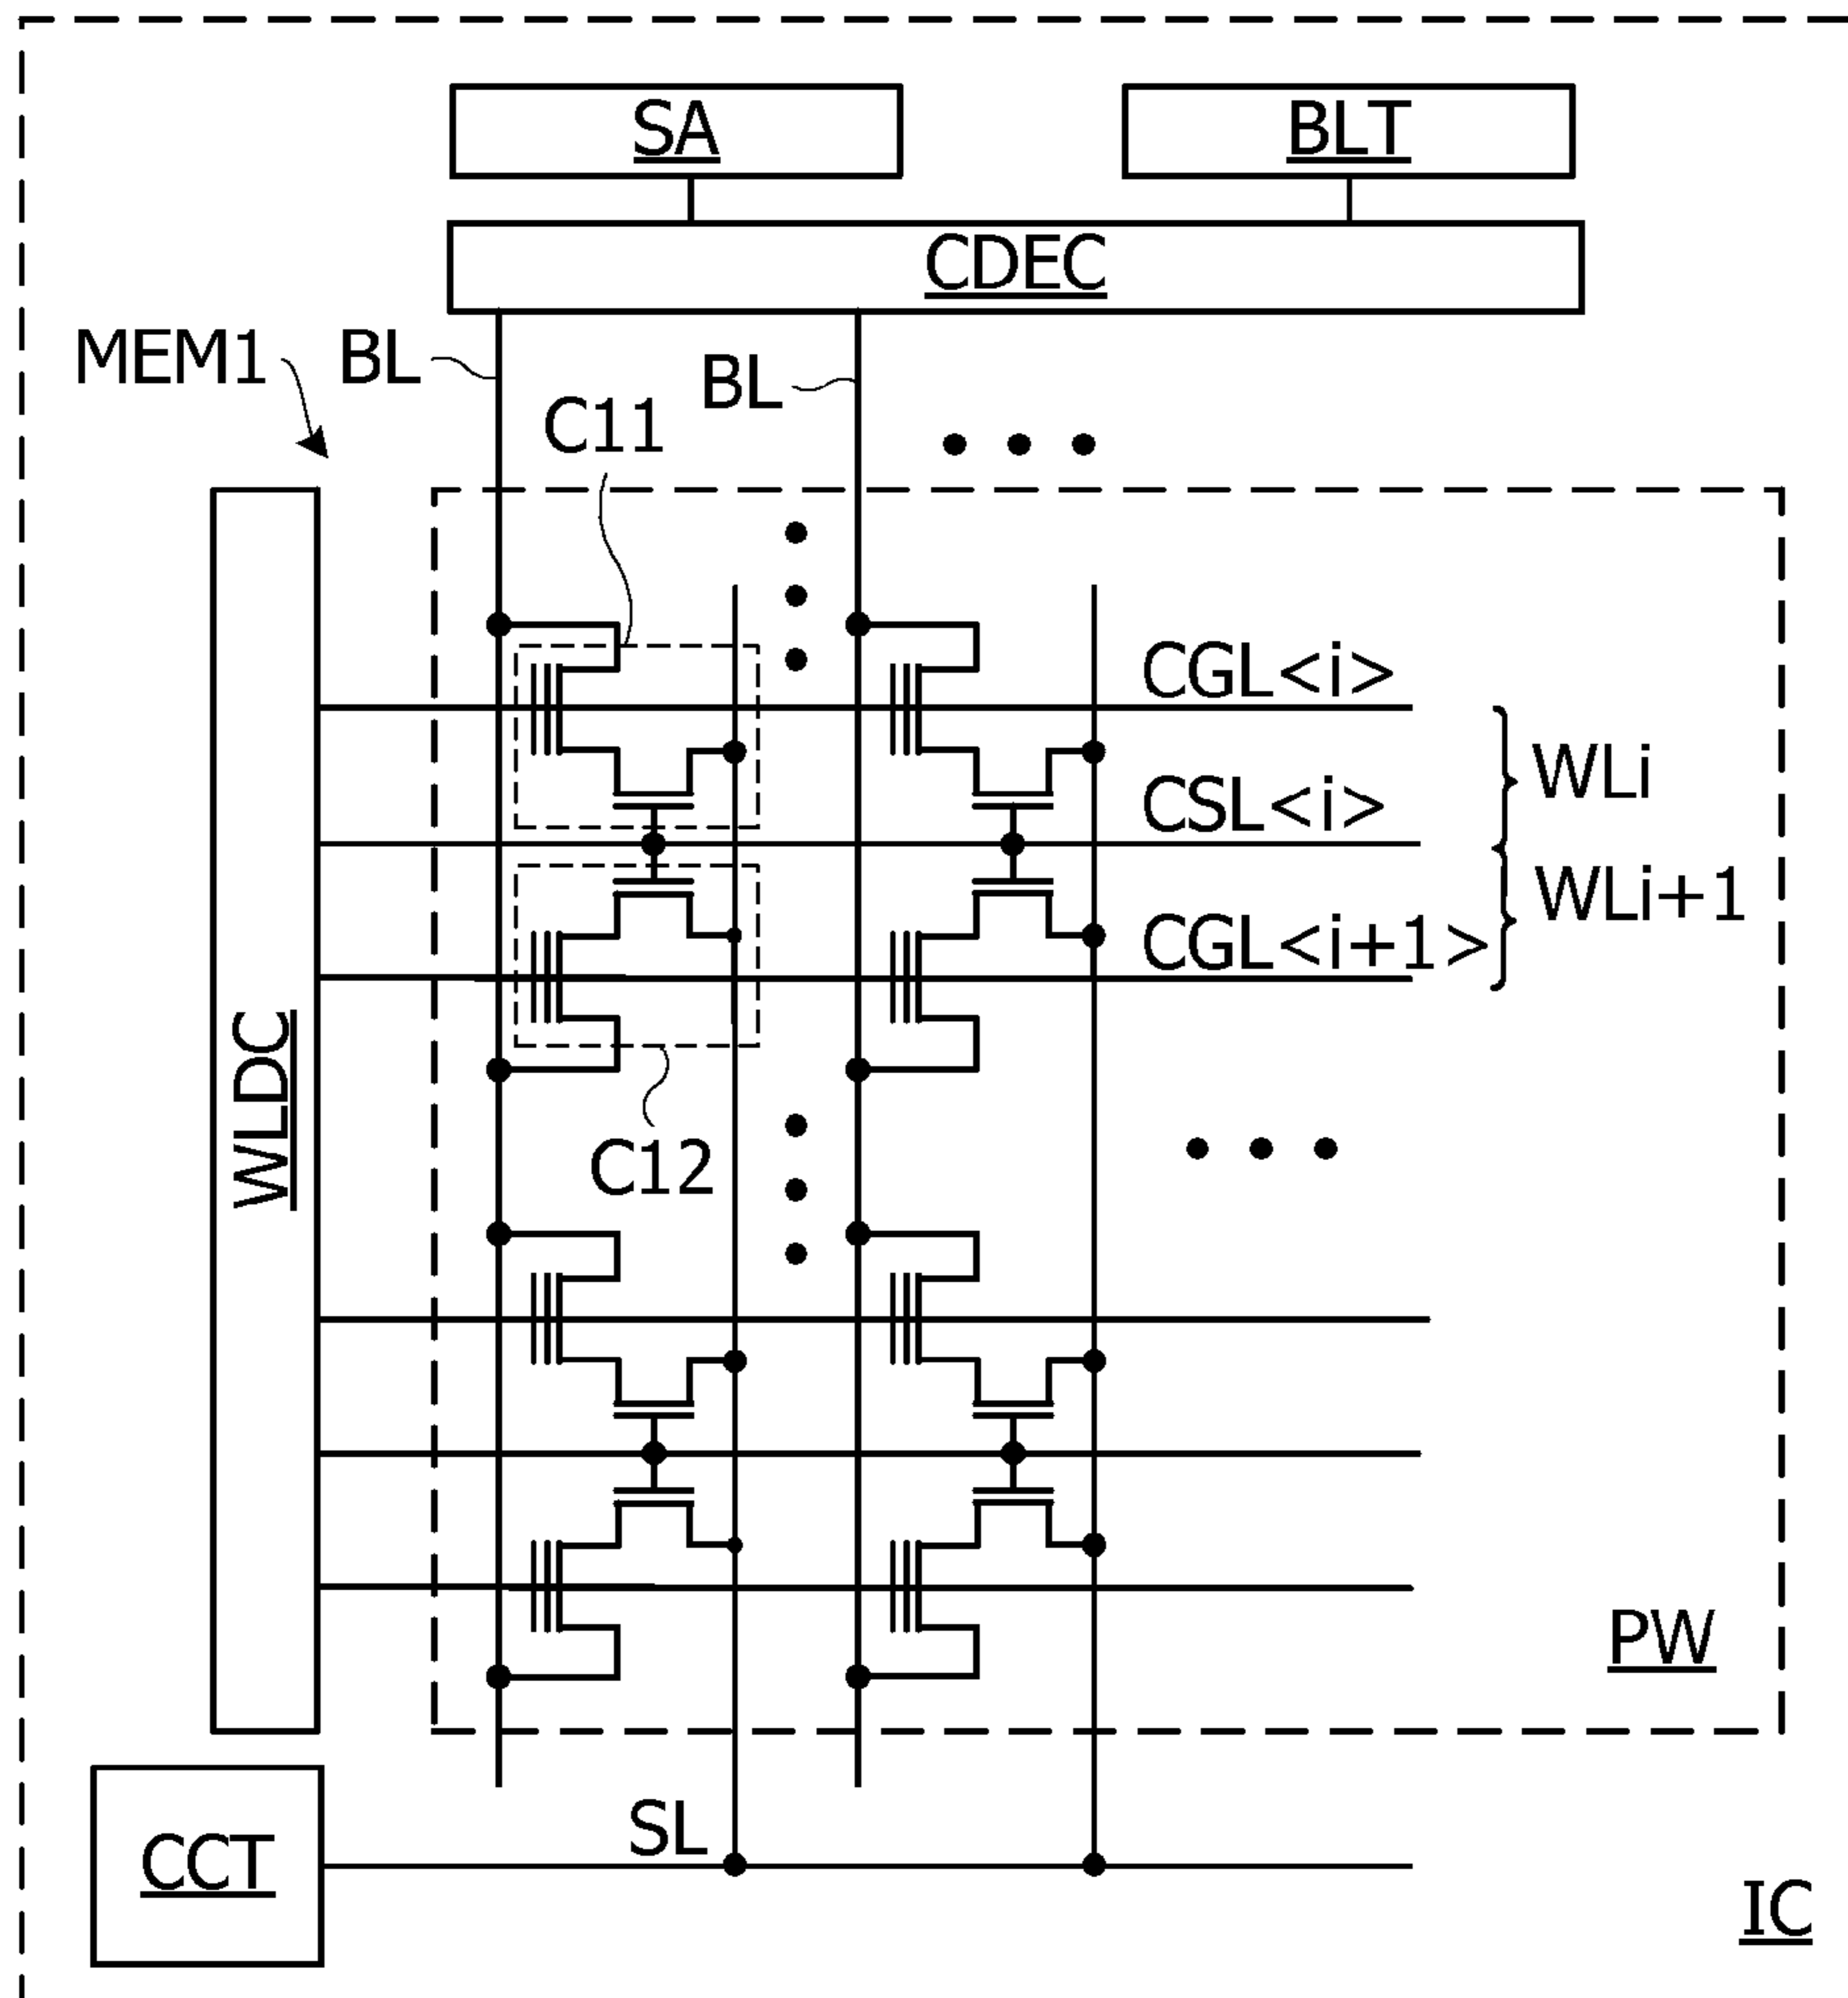 SA
BLT
CDEC
MEM1
BL
BL
C11
CGL<i>
WLi
CSL<i>
WLi+1
CGL<i+1>
WLDC
C12
PW
SL
CCT
IC